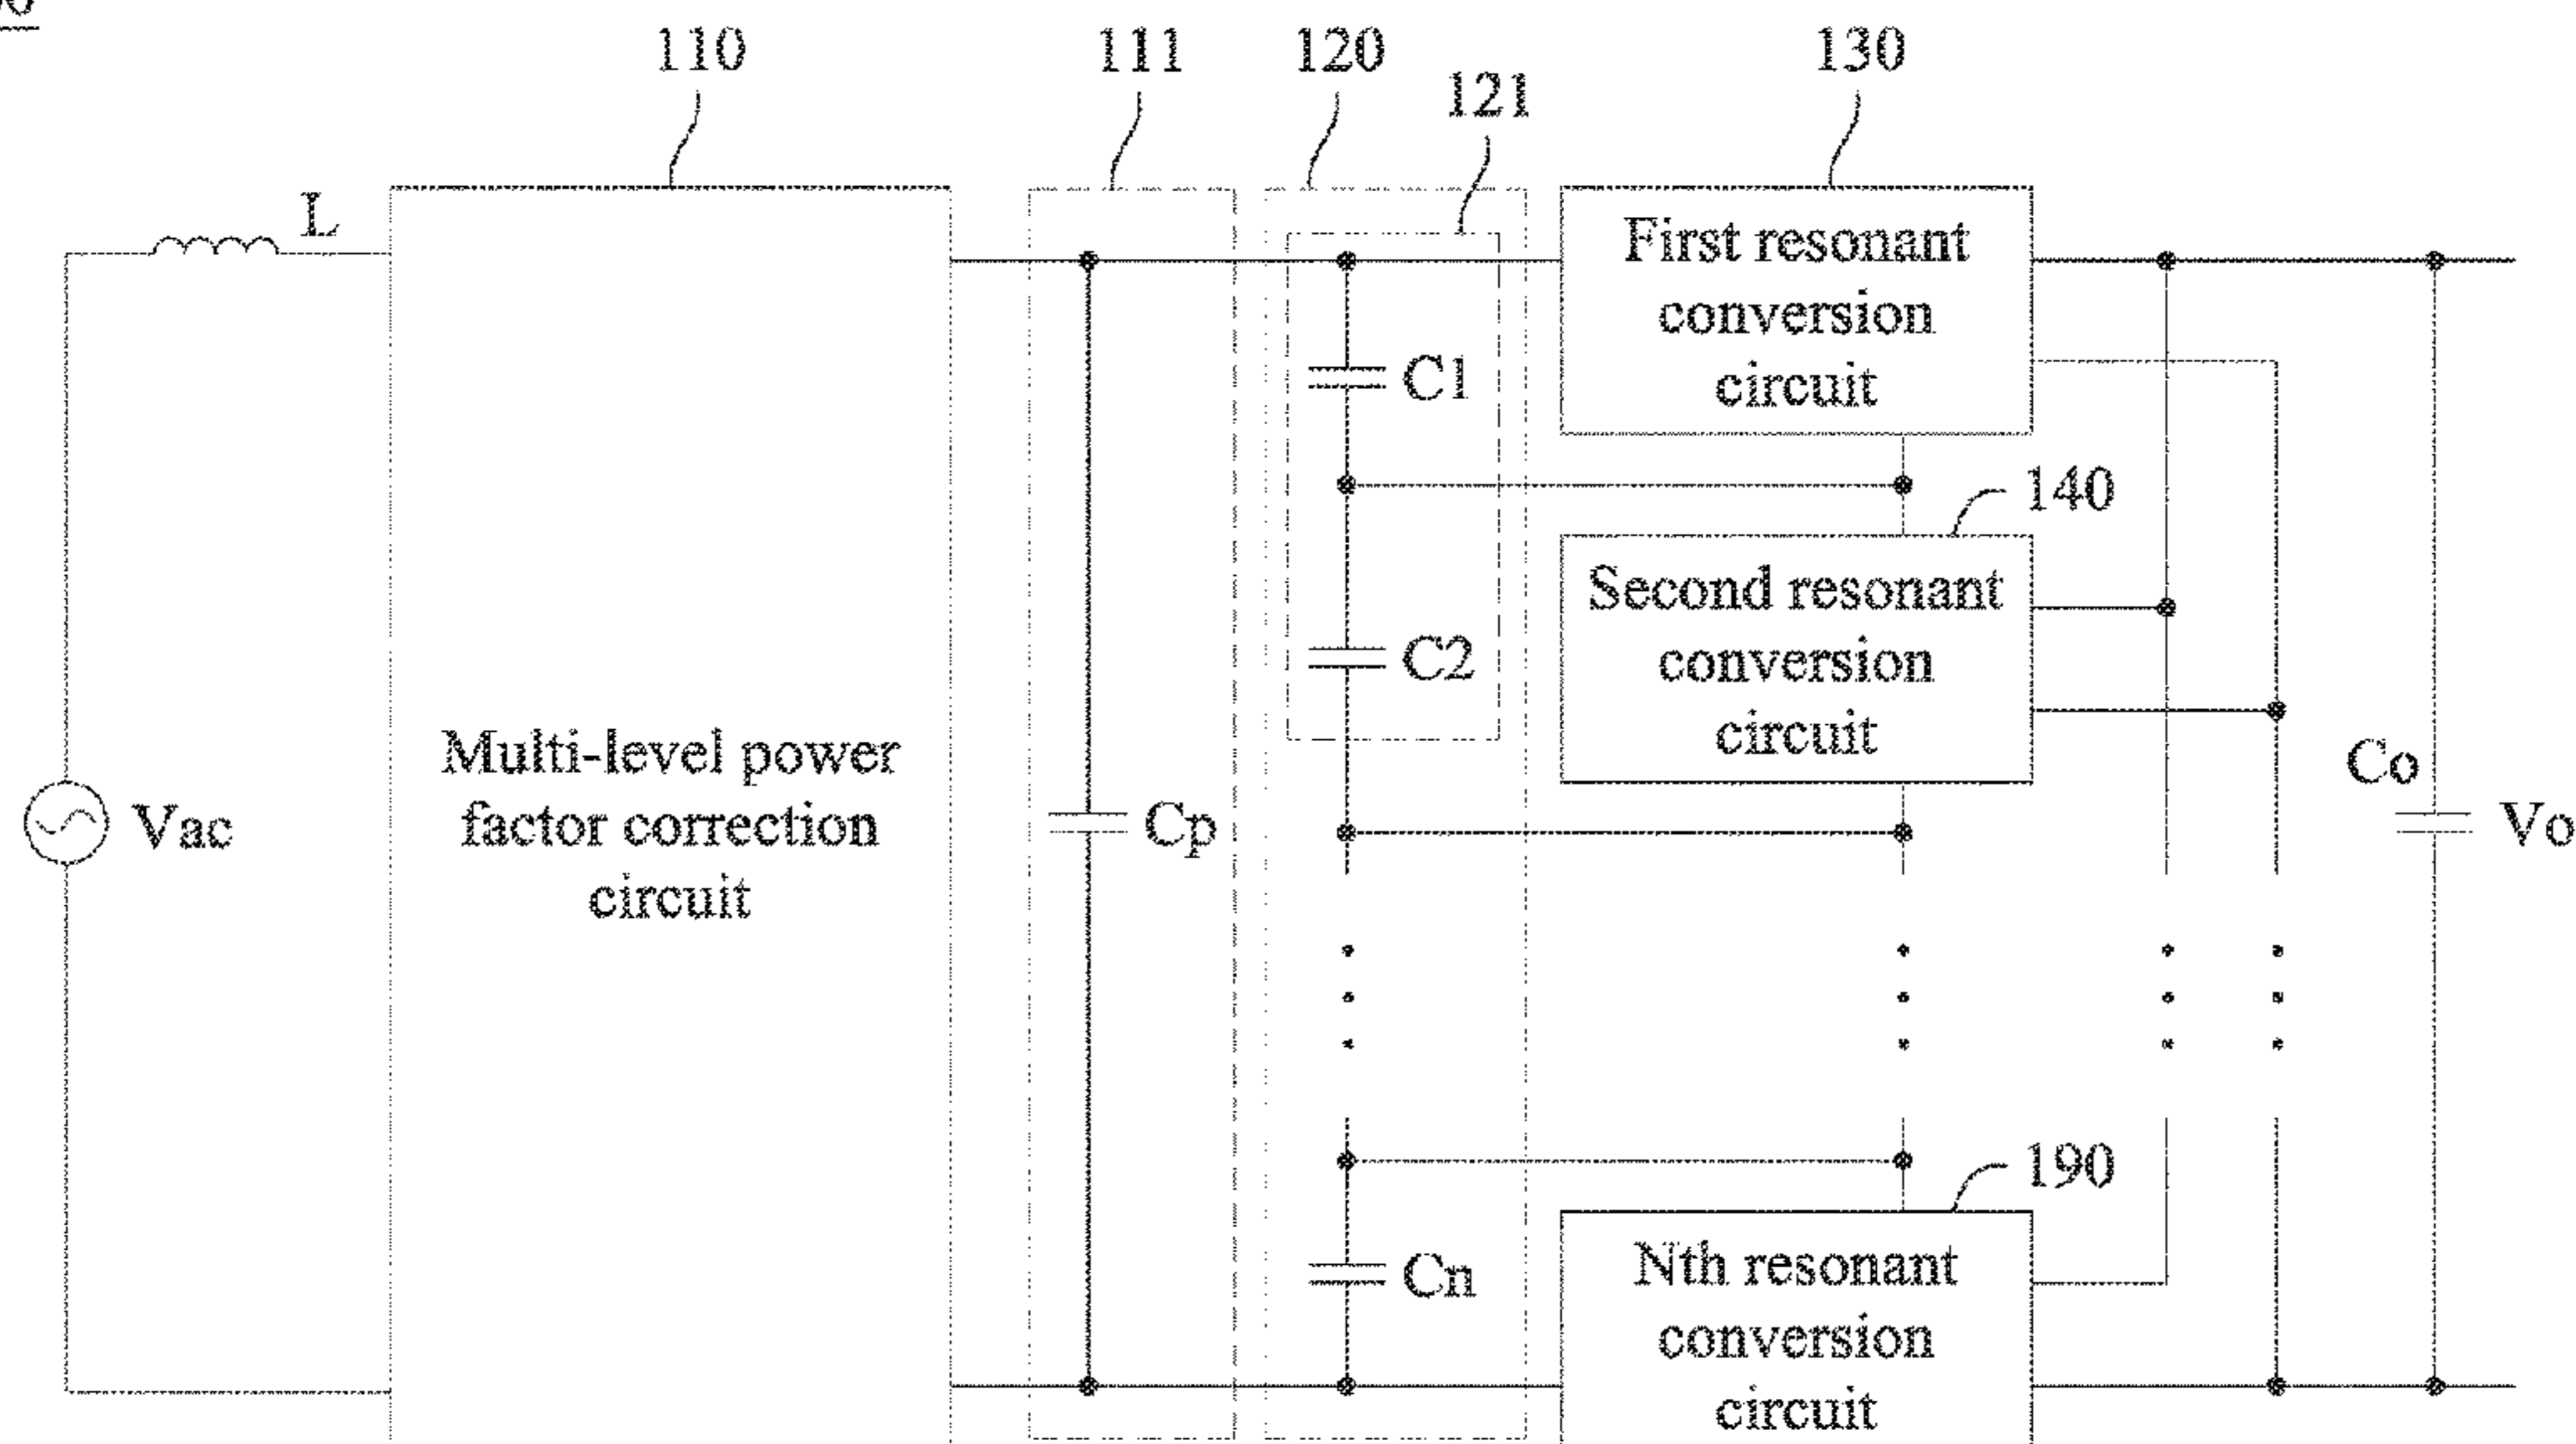 110
111
120
121
130
L
First resonant
conversion
circuit
C1
140
Second resonant
conversion
circuit
C2
Multi-level power
factor correction
circuit
Vac
Cp
Co
Vo
190
Nth resonant
conversion
circuit
Cn